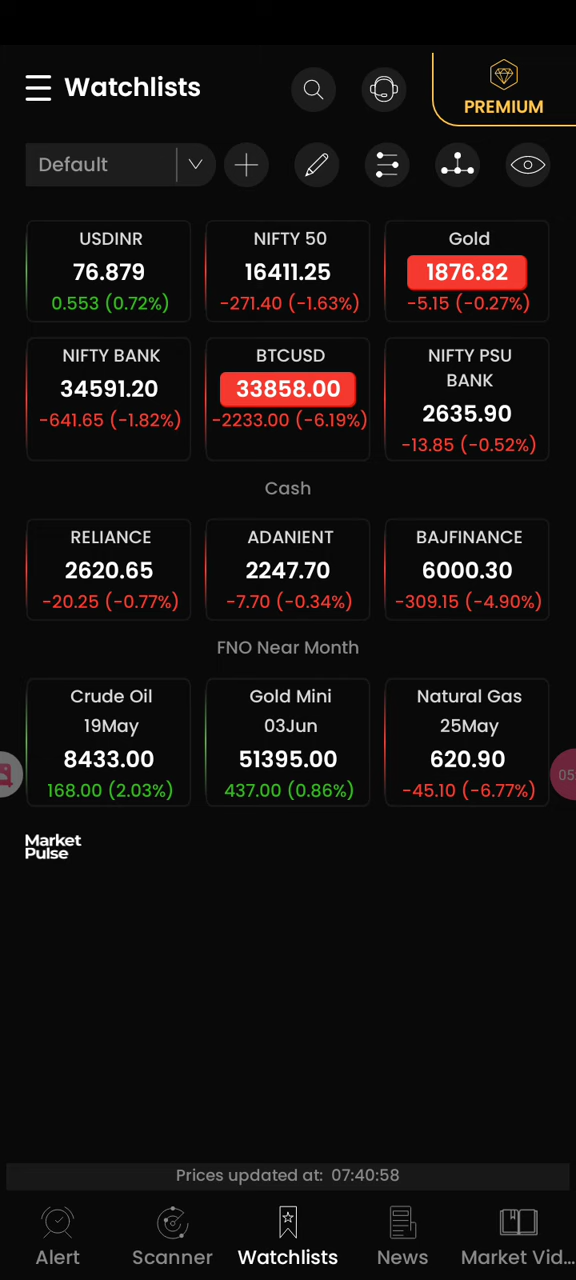 Watchlists
PREMIUM
Default
USDINR
76.879
0.553 (0.72%)
NIFTY 50
16411.25
-271.40 (-1.63%)
Gold
1876.82
-5.15 (-0.27%)
NIFTY BANK
34591.20
-641.65 (-1.82%)
BTCUSD
33858.00
-2233.00 (-6.19%)
NIFTY PSU
BANK
2635.90
-13.85 (-0.52%)
Cash
RELIANCE
2620.65
-20.25 (-0.77%)
ADANIENT
2247.70
-7.70 (-0.34%)
BAJFINANCE
6000.30
-309.15 (-4.90%)
FNO Near Month
Crude Oil
19May
8433.00
168.00 (2.03%)
Gold Mini
03Jun
51395.00
437.00 (0.86%)
Natural Gas
25May
620.90
-45.10 (-6.77%)
Market
Pulse
Prices updated at: 07:40:58
Alert
Scanner
Watchlists
News
Market Vid...